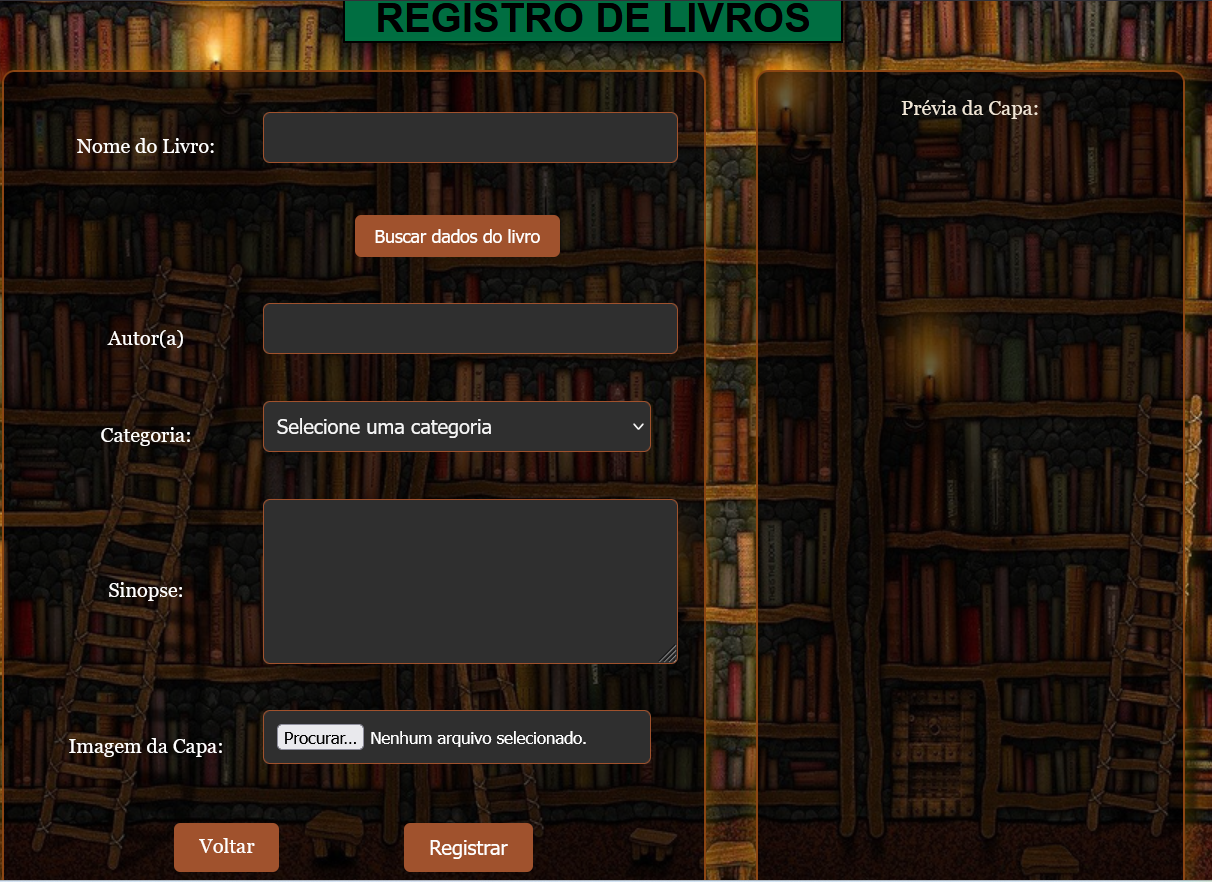 REGISTRO DE LIVROS
Prévia da Capa:
Nome do Livro:
Buscar dados do livro
Autor(a)
Categoria:
Selecione uma categoria
Sinopse:
Imagem da Capa:
Procurar... Nenhum arquivo selecionado.
Voltar
Registrar